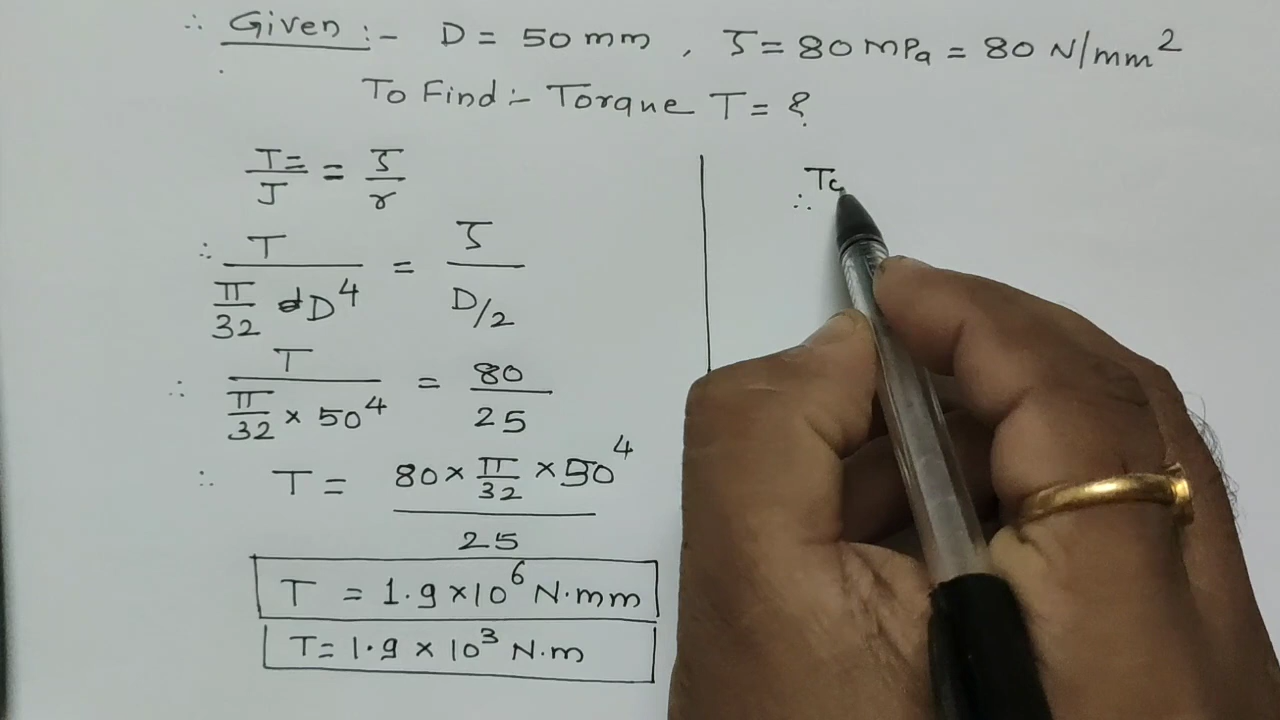 ∴ Given :- D = 50 mm , ζ = 80 mPa = 80 N/mm²
To Find :- Torque T = ?
T=/J = ζ/r
∴ T / (π/32 dD⁴) = ζ / (D/2)
∴ T / (π/32 × 50⁴) = 80 / 25
∴ T = (80 × π/32 × 50⁴) / 25
T = 1.9 × 10⁶ N·mm
T = 1.9 × 10³ N·m
∴ Tc